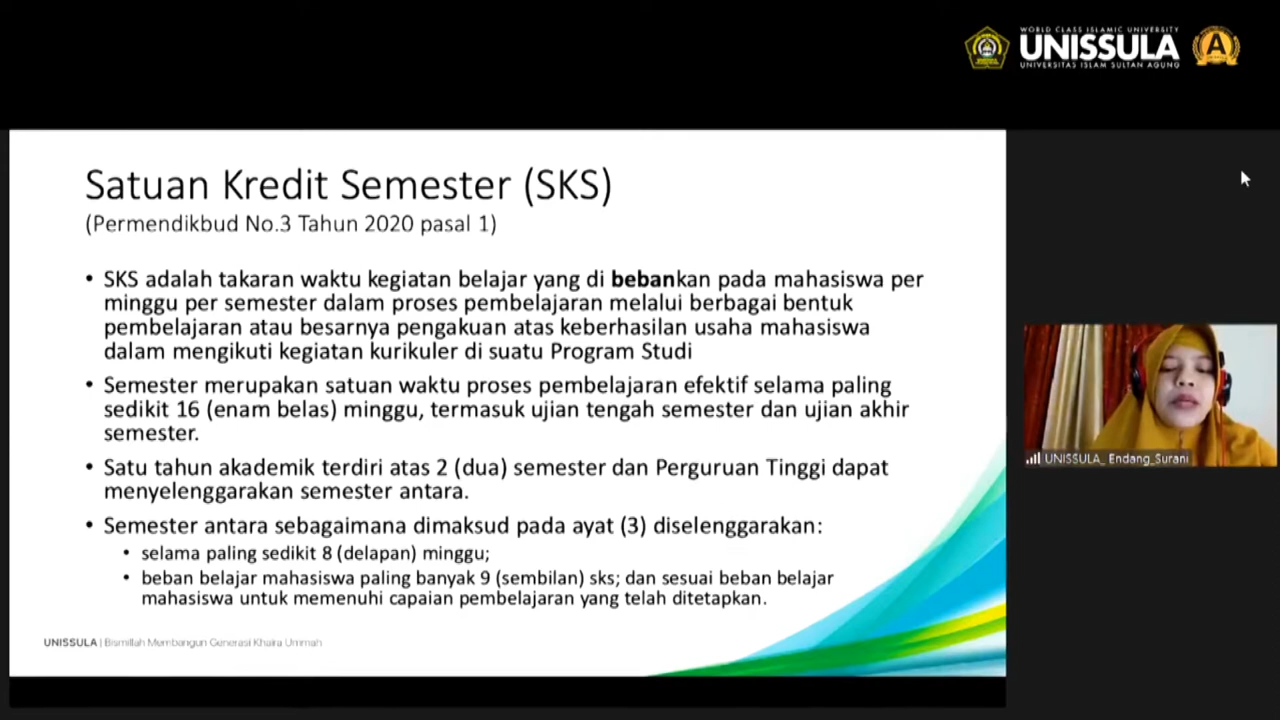 WORLD CLASS ISLAMIC UNIVERSITY
UNISSULA
UNIVERSITAS ISLAM SULTAN AGUNG
A
Satuan Kredit Semester (SKS)
(Permendikbud No.3 Tahun 2020 pasal 1)
• SKS adalah takaran waktu kegiatan belajar yang di bebankan pada mahasiswa per
minggu per semester dalam proses pembelajaran melalui berbagai bentuk
pembelajaran atau besarnya pengakuan atas keberhasilan usaha mahasiswa
dalam mengikuti kegiatan kurikuler di suatu Program Studi
• Semester merupakan satuan waktu proses pembelajaran efektif selama paling
sedikit 16 (enam belas) minggu, termasuk ujian tengah semester dan ujian akhir
semester.
• Satu tahun akademik terdiri atas 2 (dua) semester dan Perguruan Tinggi dapat
menyelenggarakan semester antara.
• Semester antara sebagaimana dimaksud pada ayat (3) diselenggarakan:
• selama paling sedikit 8 (delapan) minggu;
• beban belajar mahasiswa paling banyak 9 (sembilan) sks; dan sesuai beban belajar
mahasiswa untuk memenuhi capaian pembelajaran yang telah ditetapkan.
UNISSULA | Bismillah Membangun Generasi Khaira Ummah
UNISSULA_ Endang_Surani